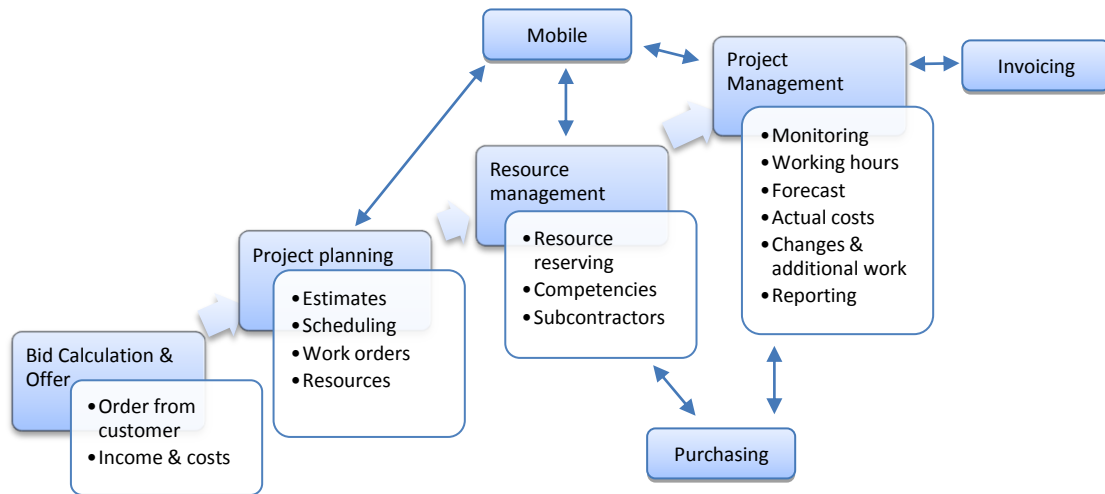 Mobile
Project
Management
Invoicing
• Monitoring
• Working hours
• Forecast
• Actual costs
• Changes &
additional work
• Reporting
Resource
management
• Resource
reserving
• Competencies
• Subcontractors
Project planning
• Estimates
• Scheduling
• Work orders
• Resources
Bid Calculation &
Offer
• Order from
customer
• Income & costs
Purchasing